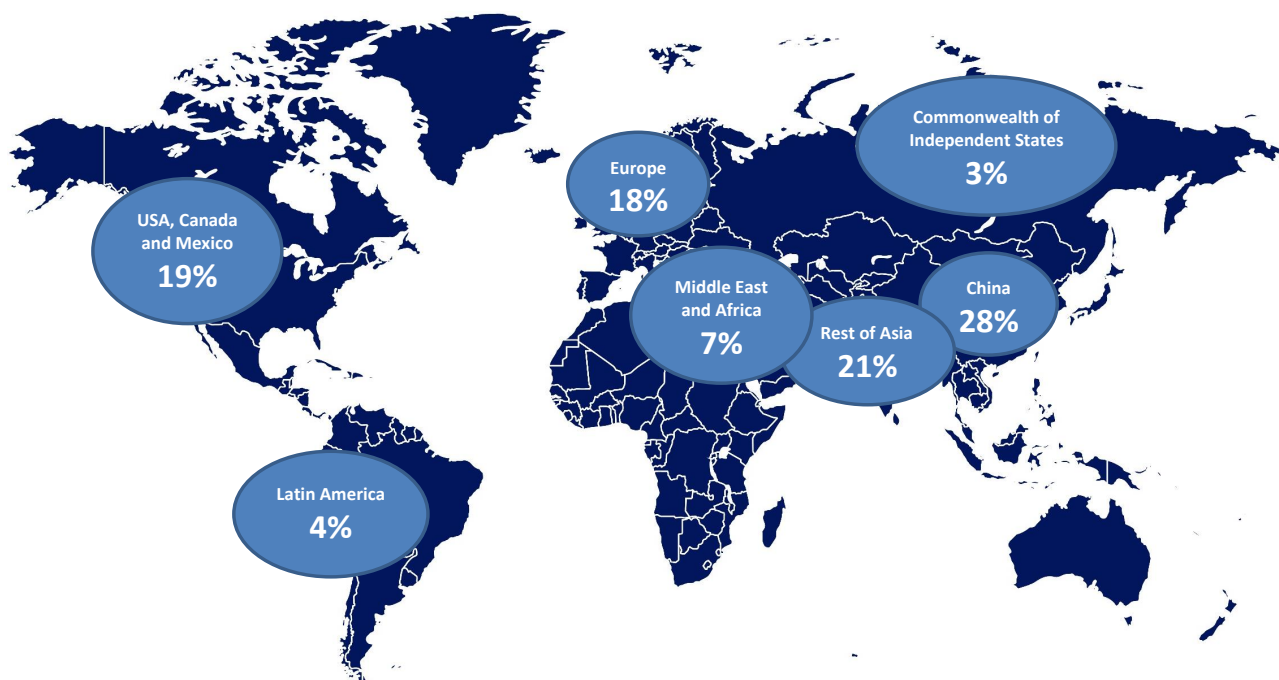 Commonwealth of
Independent States
3%
Europe
18%
USA, Canada
and Mexico
19%
Middle East
and Africa
7%
China
28%
Rest of Asia
21%
Latin America
4%